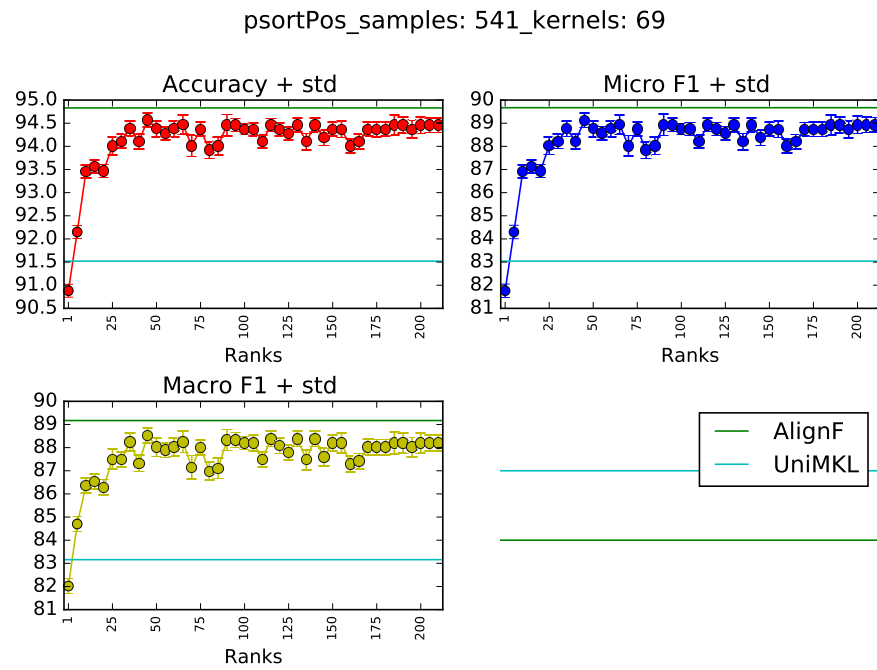 psortPos_samples: 541_kernels: 69
Accuracy + std
95.0
94.5
94.0
93.5
93.0
92.5
92.0
91.5
91.0
90.5
1 25 50 75 100 125 150 175 200
Ranks
Micro F1 + std
90
89
88
87
86
85
84
83
82
81
1 25 50 75 100 125 150 175 200
Ranks
Macro F1 + std
90
89
88
87
86
85
84
83
82
81
1 25 50 75 100 125 150 175 200
Ranks
AlignF
UniMKL